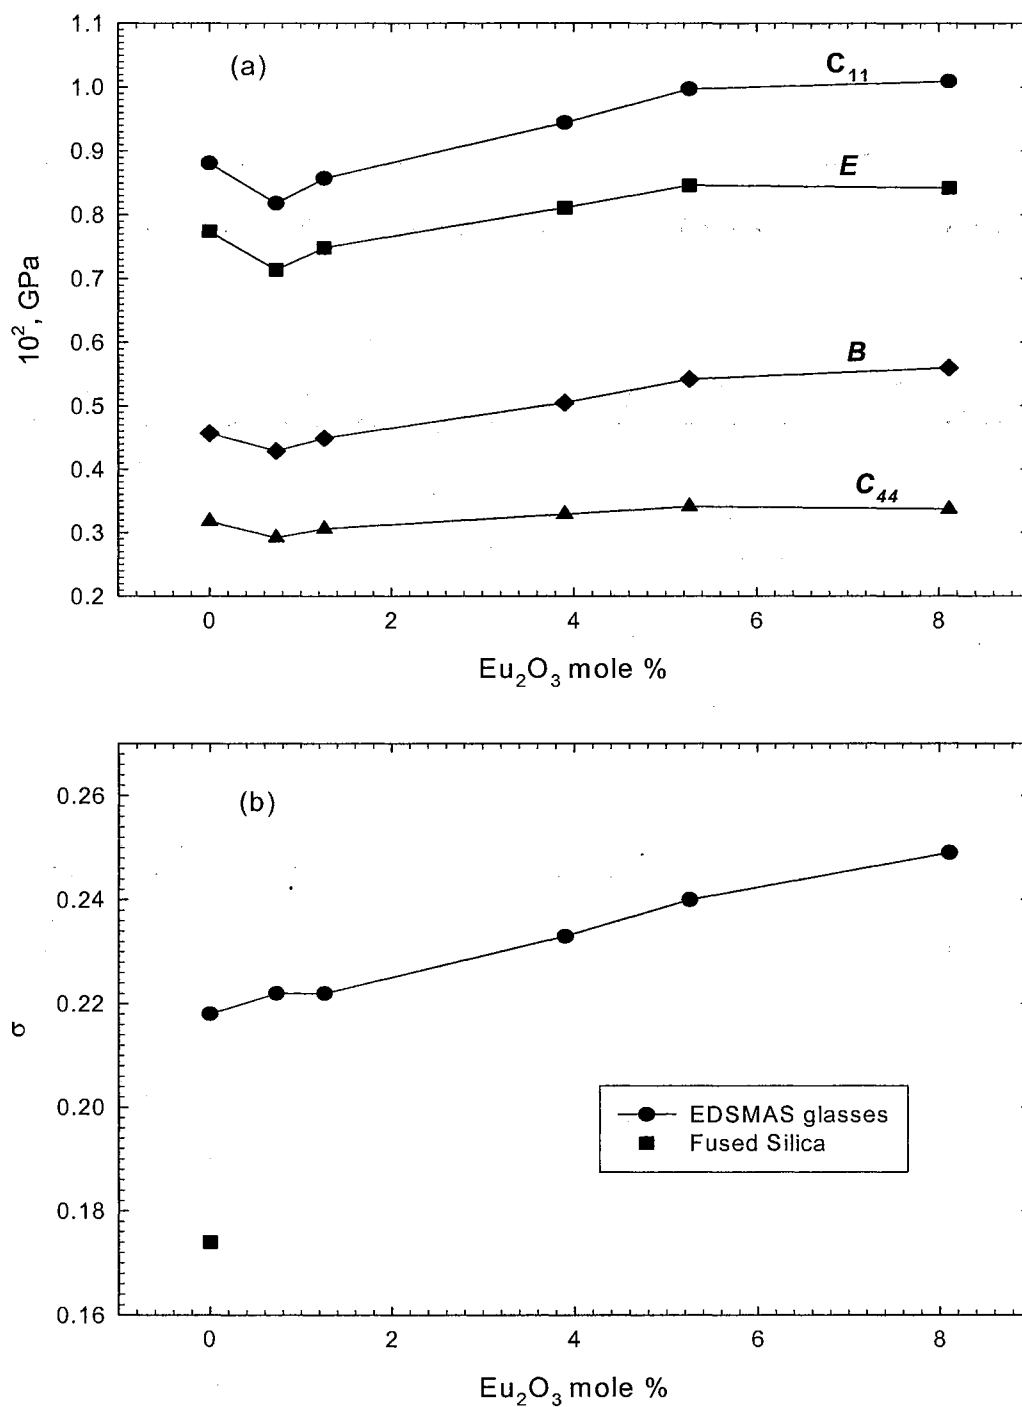 1.1
(a)
C₁₁
1.0
0.9
E
0.8
0.7
10², GPa
0.6
B
0.5
0.4
C₄₄
0.3
0.2
0 2 4 6 8
Eu₂O₃ mole %
(b)
0.26
0.24
0.22
σ
0.20
EDSMAS glasses
Fused Silica
0.18
0.16
0 2 4 6 8
Eu₂O₃ mole %